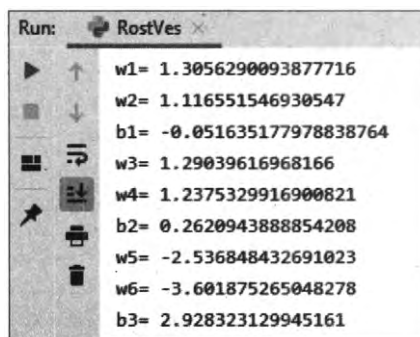 Run: RostVes ×
w1= 1.3056290093877716
w2= 1.116551546930547
b1= -0.051635177978838764
w3= 1.29039616968166
w4= 1.2375329916900821
b2= 0.2620943888854208
w5= -2.536848432691023
w6= -3.601875265048278
b3= 2.928323129945161